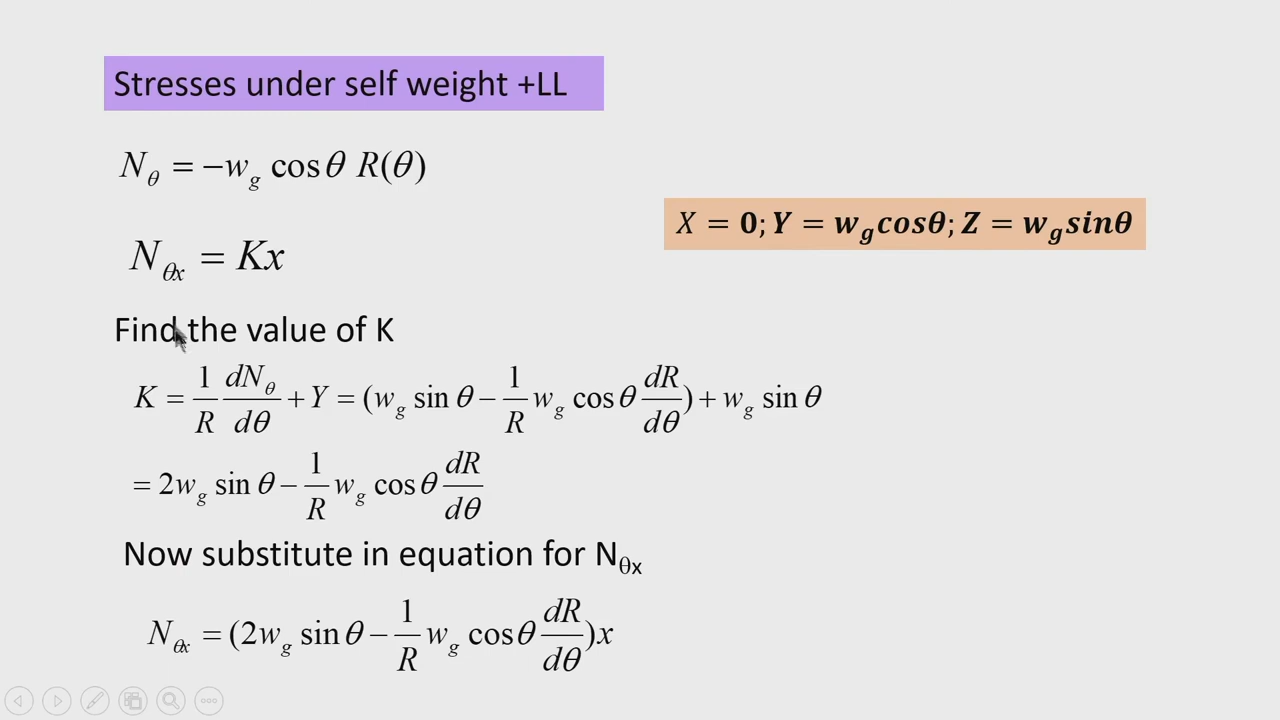 Stresses under self weight +LL
N_θ = −w_g cos θ R(θ)
X = 0; Y = w_g cosθ; Z = w_g sinθ
N_θx = Kx
Find the value of K
K = 1/R dN_θ/dθ + Y = (w_g sin θ − 1/R w_g cos θ dR/dθ) + w_g sin θ
= 2w_g sin θ − 1/R w_g cos θ dR/dθ
Now substitute in equation for N_θx
N_θx = (2w_g sin θ − 1/R w_g cos θ dR/dθ)x